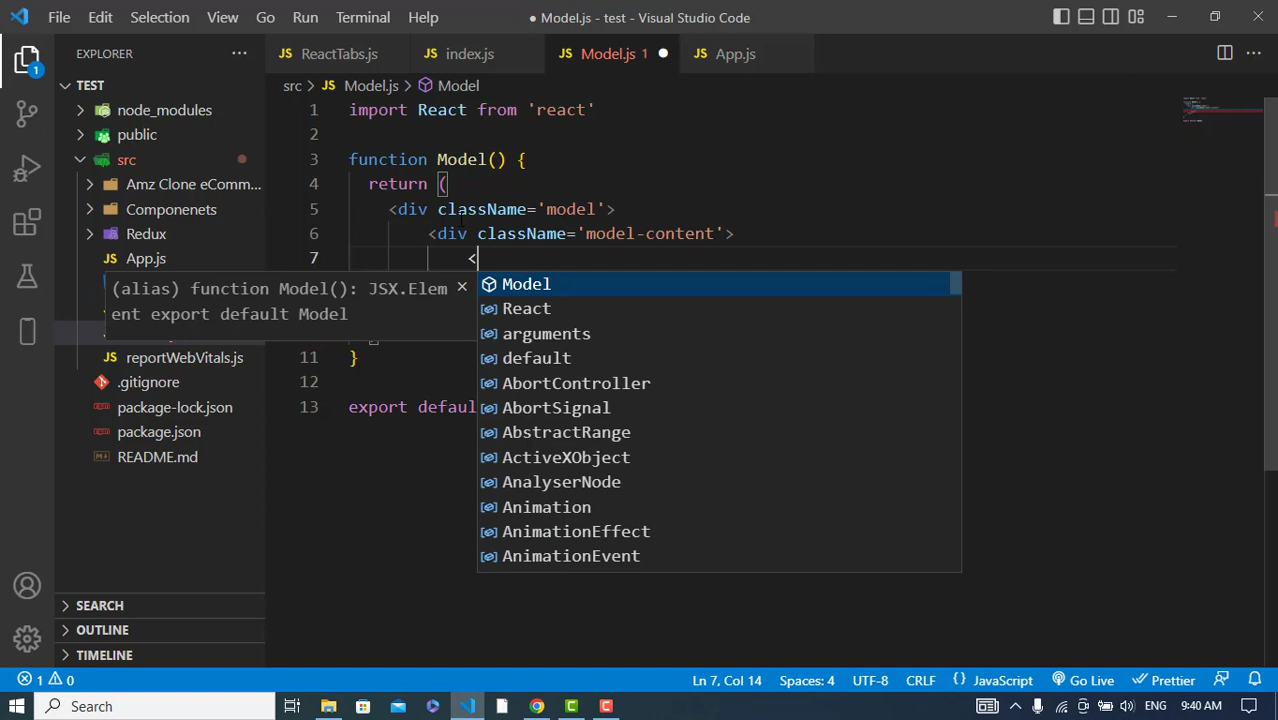 File Edit Selection View Go Run Terminal Help
● Model.js - test - Visual Studio Code
EXPLORER
ReactTabs.js
index.js
Model.js 1
App.js
TEST
src > Model.js > Model
node_modules
public
src
Amz Clone eComm...
Componenets
Redux
App.js
reportWebVitals.js
.gitignore
package-lock.json
package.json
README.md
1 import React from 'react'
2
3 function Model() {
4 return (
5 <div className='model'>
6 <div className='model-content'>
7 <
(alias) function Model(): JSX.Elem
ent export default Model
Model
React
arguments
default
AbortController
AbortSignal
AbstractRange
ActiveXObject
AnalyserNode
Animation
AnimationEffect
AnimationEvent
11 }
12
13 export defaul
SEARCH
OUTLINE
TIMELINE
1 0
Ln 7, Col 14 Spaces: 4 UTF-8 CRLF {} JavaScript Go Live Prettier
Search
9:40 AM
1